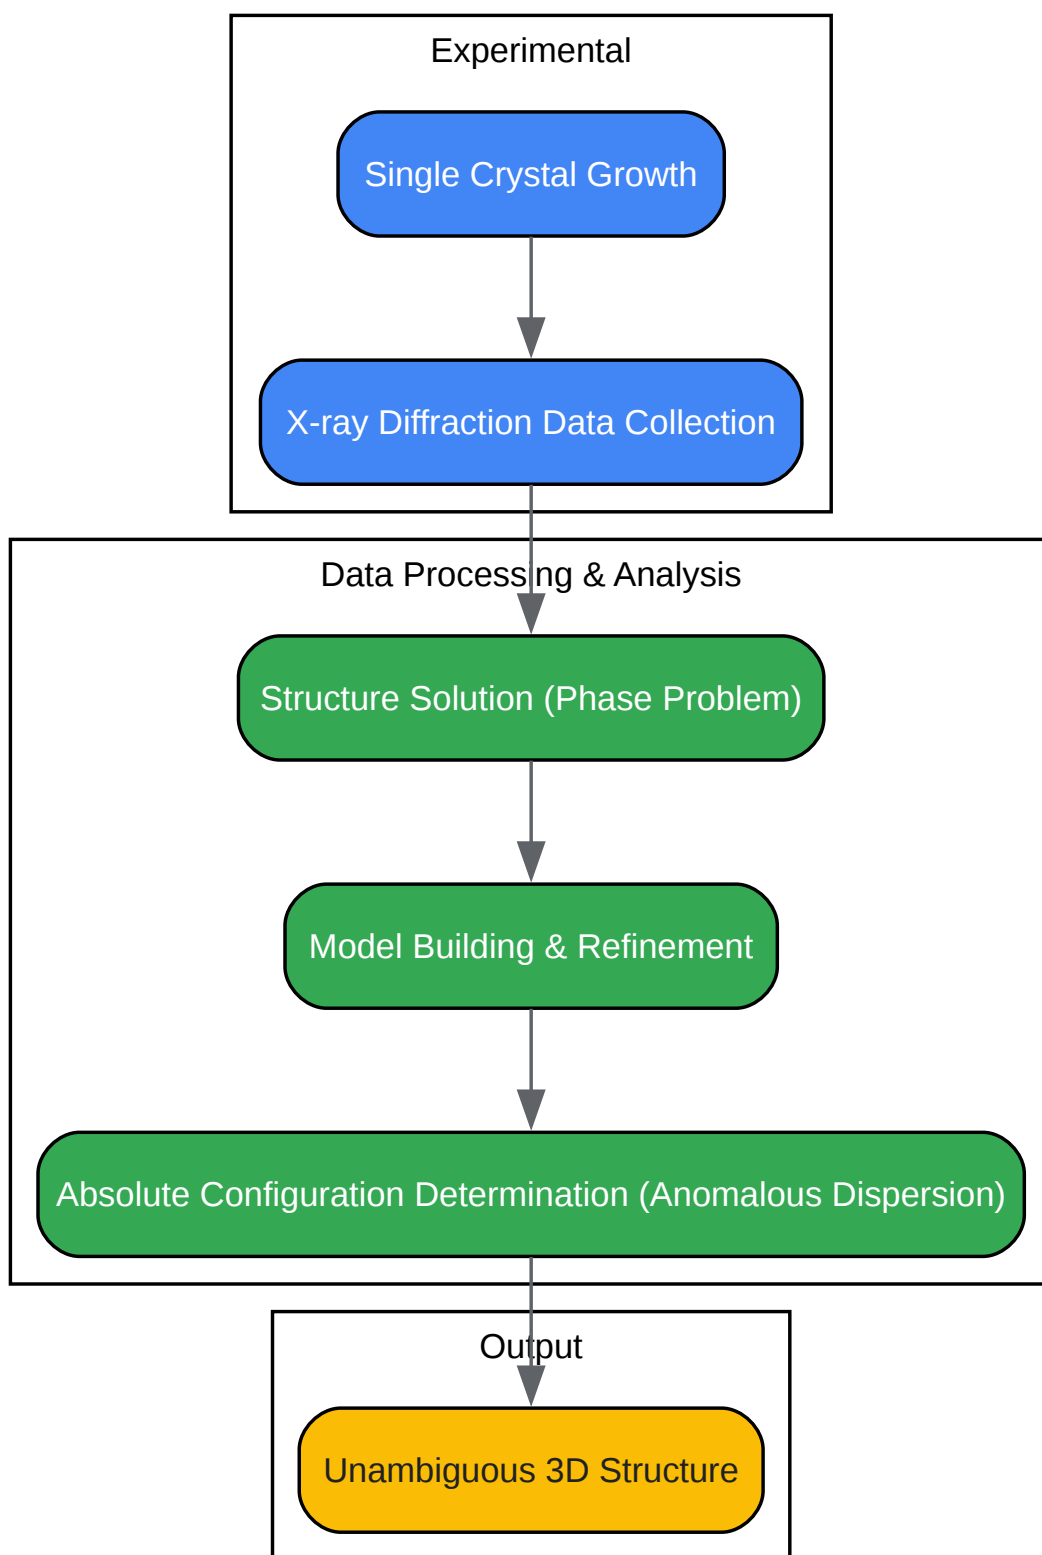 Experimental
Single Crystal Growth
X-ray Diffraction Data Collection
Data Processing & Analysis
Structure Solution (Phase Problem)
Model Building & Refinement
Absolute Configuration Determination (Anomalous Dispersion)
Output
Unambiguous 3D Structure